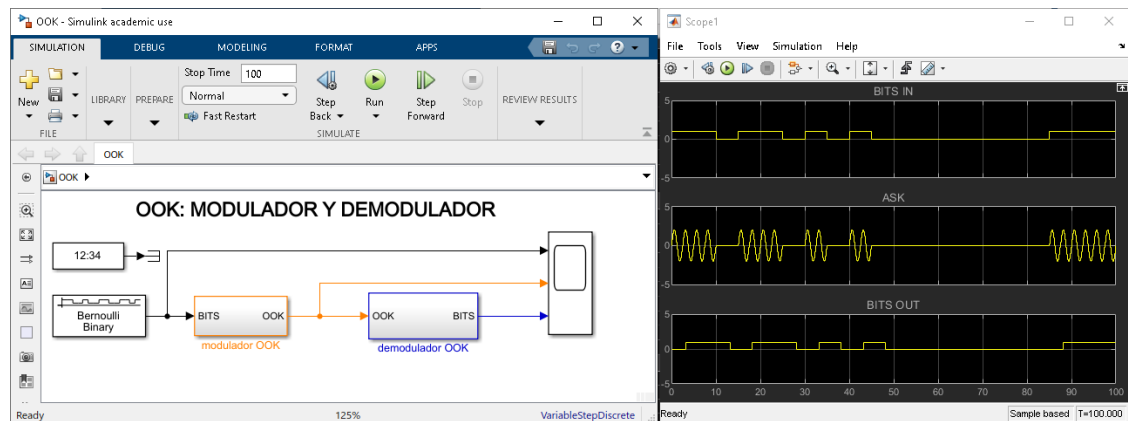 OOK - Simulink academic use
SIMULATION DEBUG MODELING FORMAT APPS
New
FILE
LIBRARY
PREPARE
Stop Time 100
Normal
Fast Restart
Step Back
Run
Step Forward
Stop
SIMULATE
REVIEW RESULTS
OOK
OOK
OOK: MODULADOR Y DEMODULADOR
12:34
Bernoulli
Binary
BITS OOK
modulador OOK
OOK BITS
demodulador OOK
Ready 125% VariableStepDiscrete
Scope1
File Tools View Simulation Help
BITS IN
5
0
-5
ASK
5
0
-5
BITS OUT
5
0
-5
0 10 20 30 40 50 60 70 80 90 100
Ready Sample based T=100.000